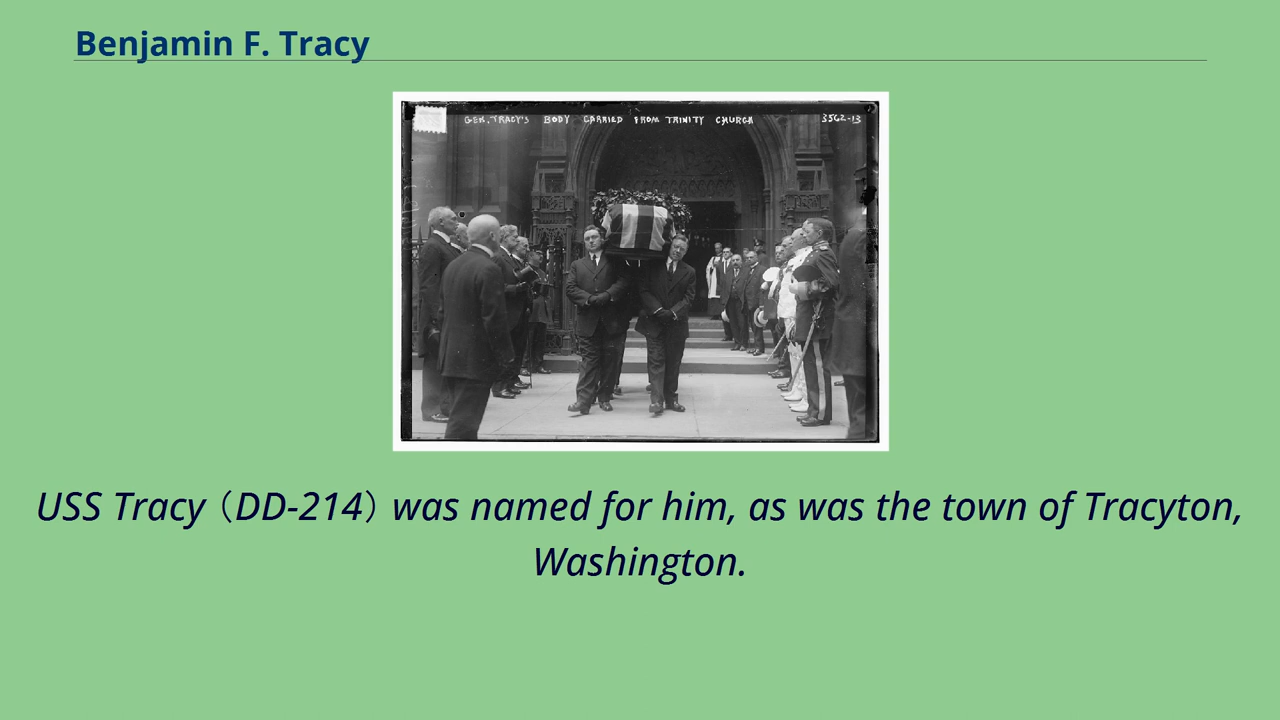 Benjamin F. Tracy
GEN. TRACY'S BODY CARRIED FROM TRINITY CHURCH 3562-13
USS Tracy（DD-214）was named for him, as was the town of Tracyton,
Washington.